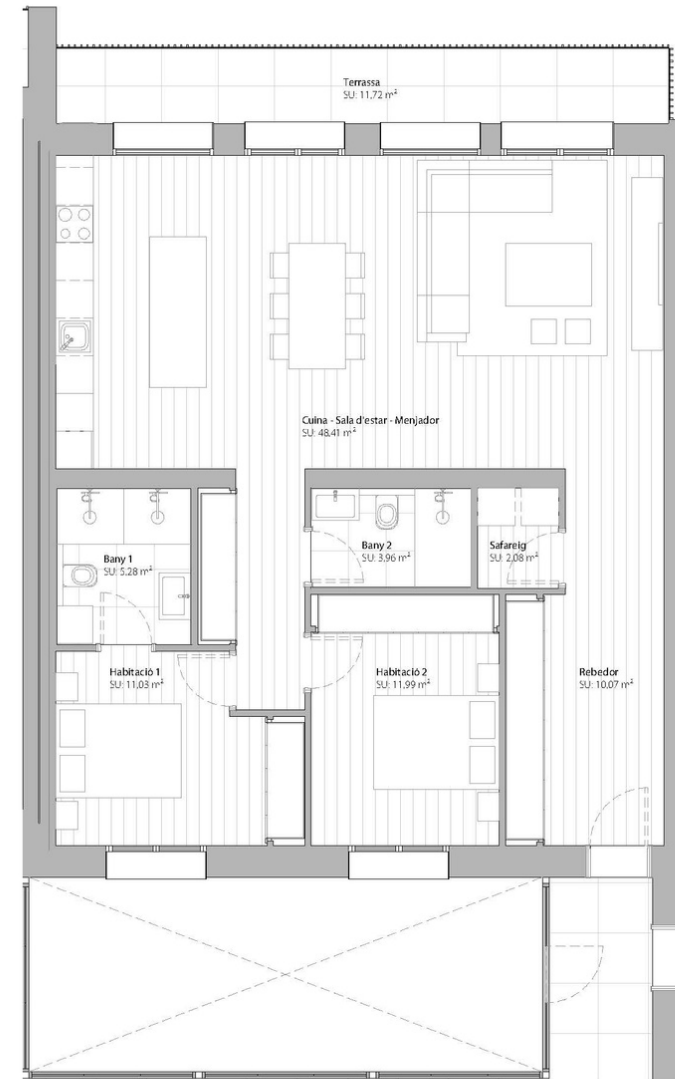 Terrassa
SU: 11,72 m²
Cuina - Sala d'estar - Menjador
SU: 48,41 m²
Bany 1
SU: 5,28 m²
Bany 2
SU: 3,96 m²
Safareig
SU: 2,08 m²
Habitació 1
SU: 11,03 m²
Habitació 2
SU: 11,99 m²
Rebedor
SU: 10,07 m²